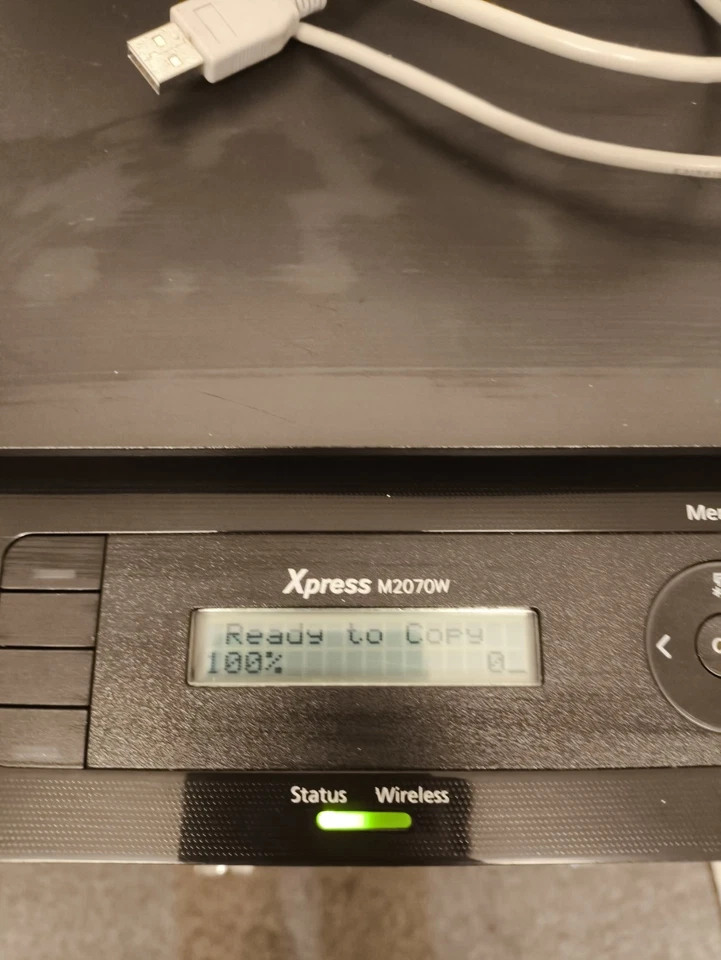 Xpress M2070W
Ready to Copy
100% 0_
Status Wireless